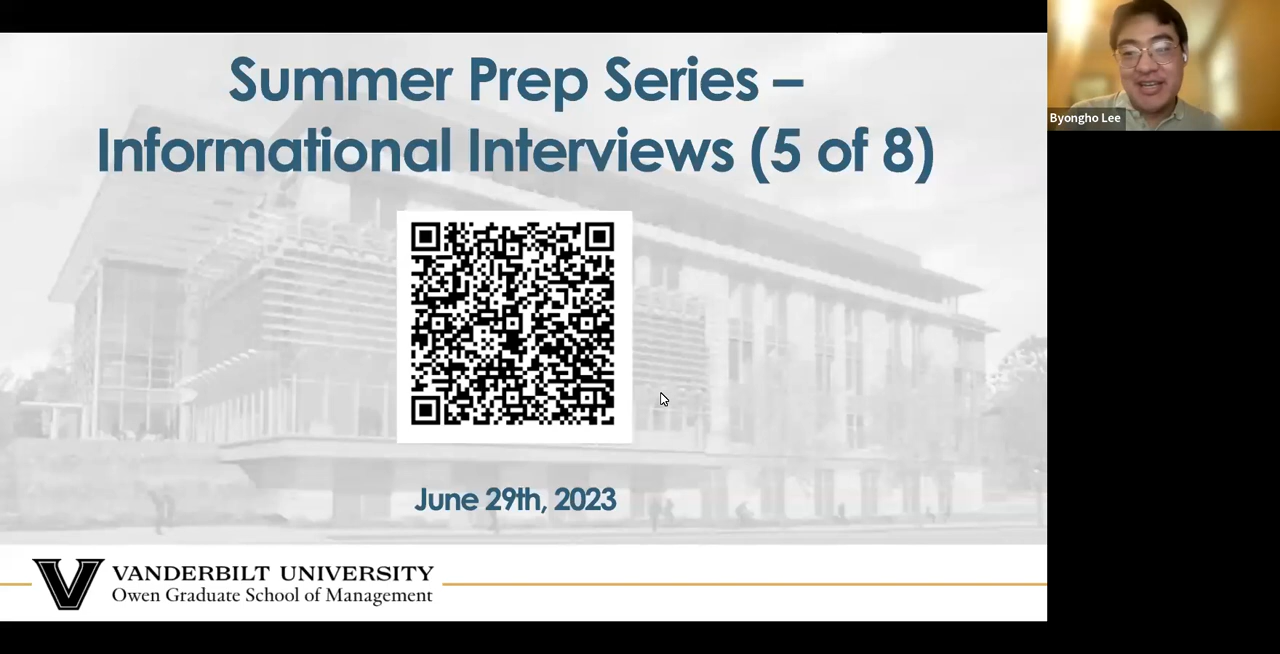 Summer Prep Series –
Informational Interviews (5 of 8)
June 29th, 2023
VANDERBILT UNIVERSITY
Owen Graduate School of Management
Byongho Lee